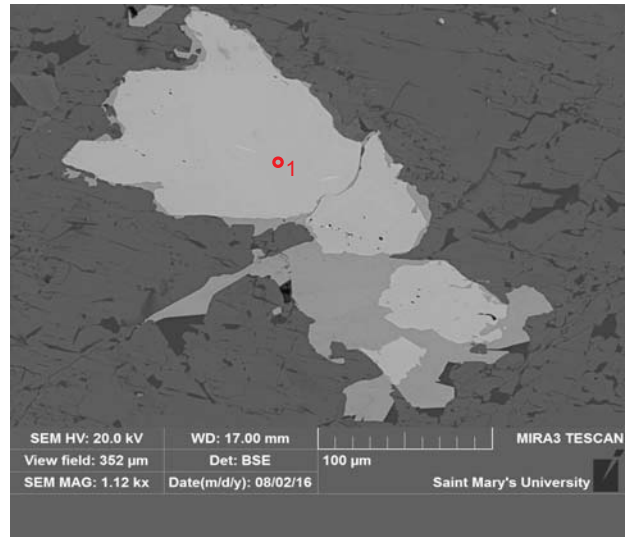 1
SEM HV: 20.0 kV WD: 17.00 mm MIRA3 TESCAN
View field: 352 µm Det: BSE 100 µm
SEM MAG: 1.12 kx Date(m/d/y): 08/02/16 Saint Mary's University